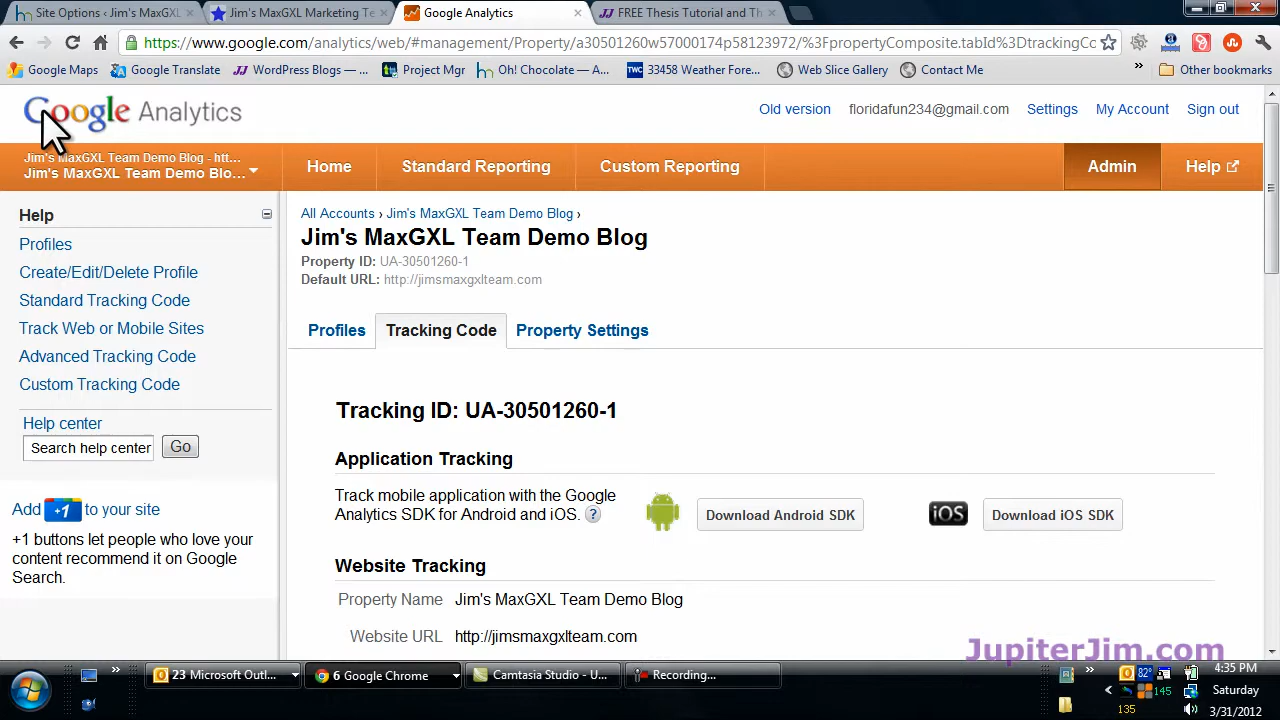 Site Options ‹ Jim's MaxGXL
Jim's MaxGXL Marketing Te
Google Analytics
FREE Thesis Tutorial and Th
https://www.google.com/analytics/web/#management/Property/a30501260w57000174p58123972/%3FpropertyComposite.tabId%3DtrackingCo
Google Maps
Google Translate
WordPress Blogs — ...
Project Mgr
Oh! Chocolate — A...
33458 Weather Fore...
Web Slice Gallery
Contact Me
»
Other bookmarks
Google Analytics
Old version
floridafun234@gmail.com
Settings
My Account
Sign out
Jim's MaxGXL Team Demo Blog - htt...
Jim's MaxGXL Team Demo Blo...
Home
Standard Reporting
Custom Reporting
Admin
Help
Help
Profiles
Create/Edit/Delete Profile
Standard Tracking Code
Track Web or Mobile Sites
Advanced Tracking Code
Custom Tracking Code
Help center
Search help center
Go
Add +1 to your site
+1 buttons let people who love your
content recommend it on Google
Search.
All Accounts › Jim's MaxGXL Team Demo Blog ›
Jim's MaxGXL Team Demo Blog
Property ID: UA-30501260-1
Default URL: http://jimsmaxgxlteam.com
Profiles
Tracking Code
Property Settings
Tracking ID: UA-30501260-1
Application Tracking
Track mobile application with the Google
Analytics SDK for Android and iOS. ?
Download Android SDK
iOS
Download iOS SDK
Website Tracking
Property Name Jim's MaxGXL Team Demo Blog
Website URL http://jimsmaxgxlteam.com
JupiterJim.com
»
23 Microsoft Outl...
6 Google Chrome
Camtasia Studio - U...
Recording...
»
82°
145
135
4:35 PM
Saturday
3/31/2012